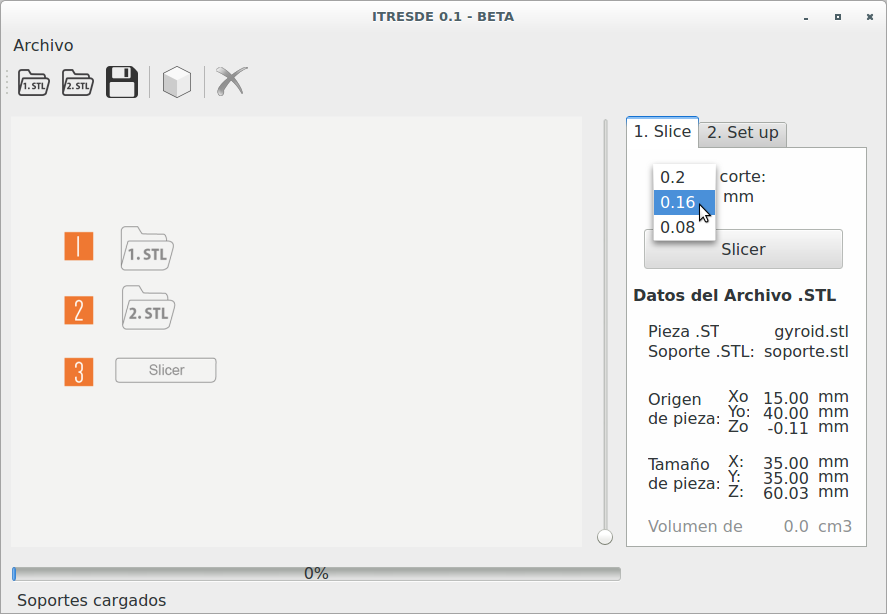 ITRESDE 0.1 - BETA
Archivo
1.STL
2.STL
1. Slice
2. Set up
0.2
corte:
0.16
mm
0.08
Slicer
1
1. STL
2
2. STL
3
Slicer
Datos del Archivo .STL
Pieza .ST gyroid.stl
Soporte .STL: soporte.stl
Origen de pieza:
Xo 15.00 mm
Yo: 40.00 mm
Zo -0.11 mm
Tamaño de pieza:
X: 35.00 mm
Y: 35.00 mm
Z: 60.03 mm
Volumen de 0.0 cm3
0%
Soportes cargados